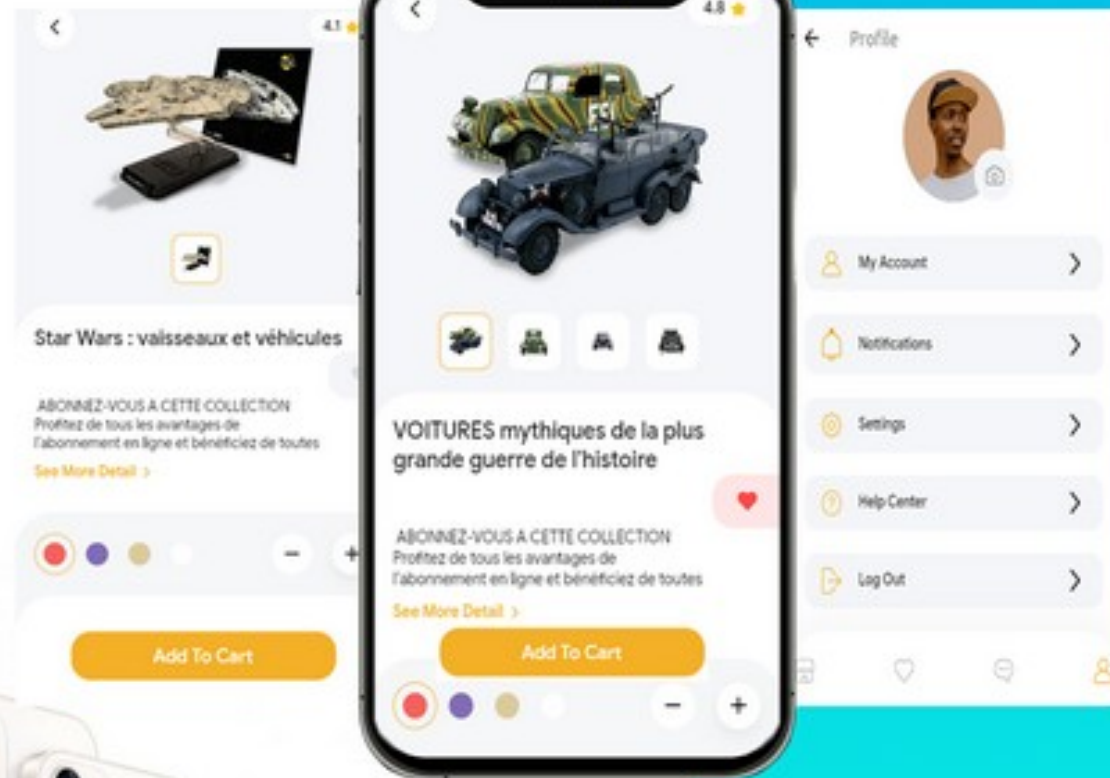 4.1
Star Wars : vaisseaux et véhicules
ABONNEZ-VOUS A CETTE COLLECTION
Profitez de tous les avantages de
l'abonnement en ligne et bénéficiez de toutes
See More Detail >
− +
Add To Cart
4.8
VOITURES mythiques de la plus
grande guerre de l'histoire
ABONNEZ-VOUS A CETTE COLLECTION
Profitez de tous les avantages de
l'abonnement en ligne et bénéficiez de toutes
See More Detail >
Add To Cart
− +
Profile
My Account
Notifications
Settings
Help Center
Log Out